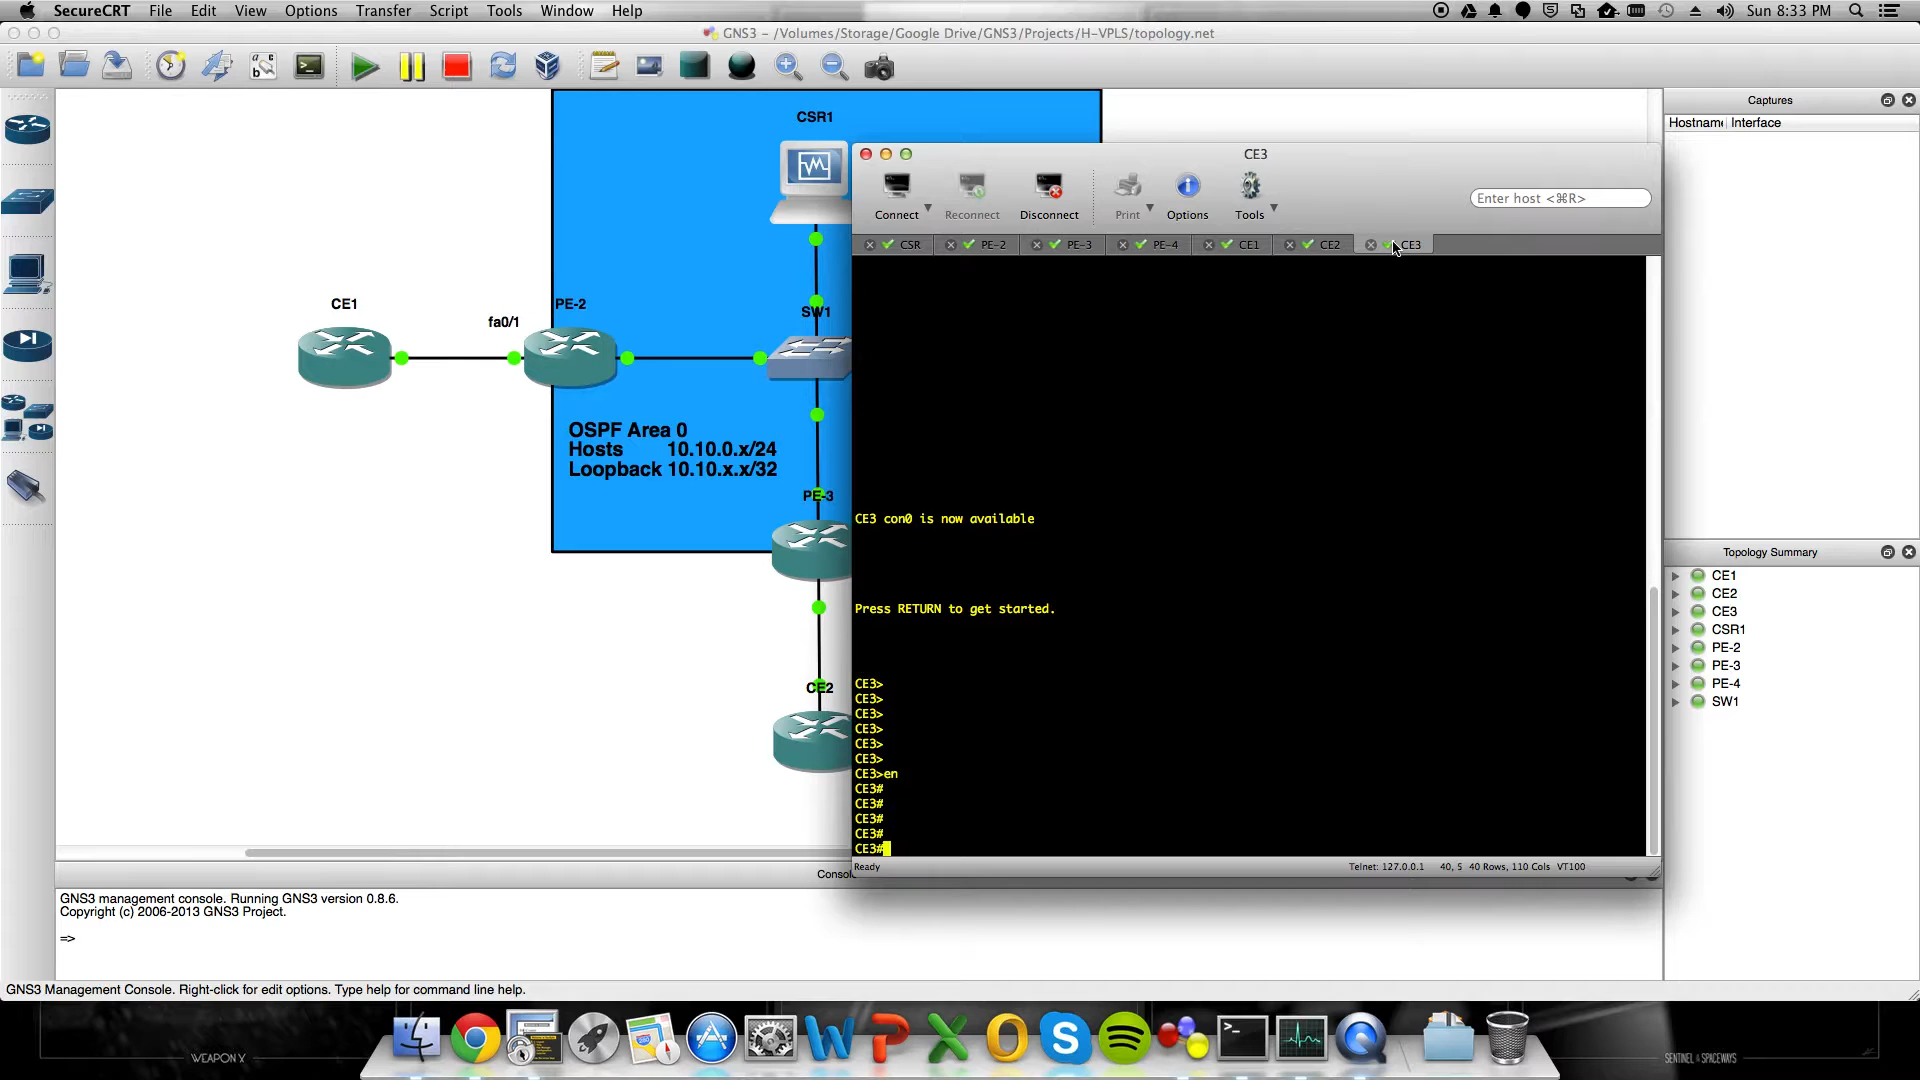 SecureCRT File Edit View Options Transfer Script Tools Window Help Sun 8:33 PM
GNS3 – /Volumes/Storage/Google Drive/GNS3/Projects/H-VPLS/topology.net
CSR1
CE1
fa0/1
PE-2
SW1
OSPF Area 0
Hosts 10.10.0.x/24
Loopback 10.10.x.x/32
PE-3
CE2
CE3
Connect Reconnect Disconnect Print Options Tools Enter host <⌘R>
CSR PE-2 PE-3 PE-4 CE1 CE2 CE3
CE3 con0 is now available
Press RETURN to get started.
CE3>
CE3>
CE3>
CE3>
CE3>
CE3>
CE3>en
CE3#
CE3#
CE3#
CE3#
CE3#
Ready Telnet: 127.0.0.1 40, 5 40 Rows, 110 Cols VT100
Captures
Hostname Interface
Topology Summary
CE1
CE2
CE3
CSR1
PE-2
PE-3
PE-4
SW1
Console
GNS3 management console. Running GNS3 version 0.8.6.
Copyright (c) 2006-2013 GNS3 Project.
=>
GNS3 Management Console. Right-click for edit options. Type help for command line help.
WEAPON X
SENTINEL & SPACEWAYS